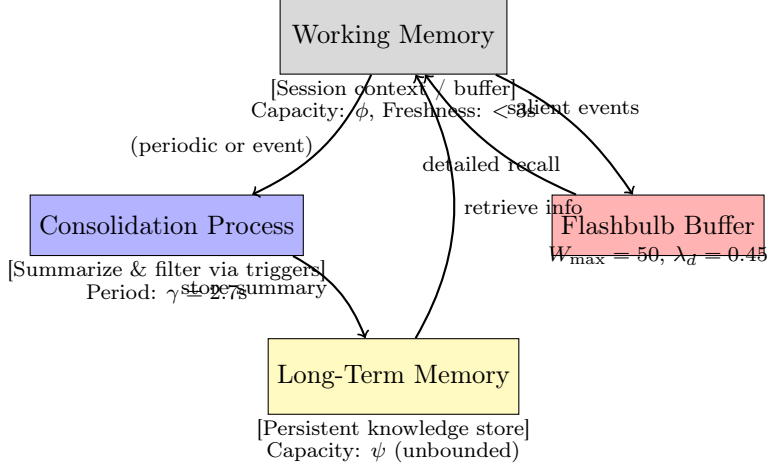 Working Memory
[Session context / buffer]
Capacity: ϕ, Freshness: < 3s
salient events
(periodic or event)
detailed recall
retrieve info
Consolidation Process
Flashbulb Buffer
W_max = 50, λ_d = 0.45
[Summarize & filter via triggers]
Period: γ = 2.7s
store summary
Long-Term Memory
[Persistent knowledge store]
Capacity: ψ (unbounded)